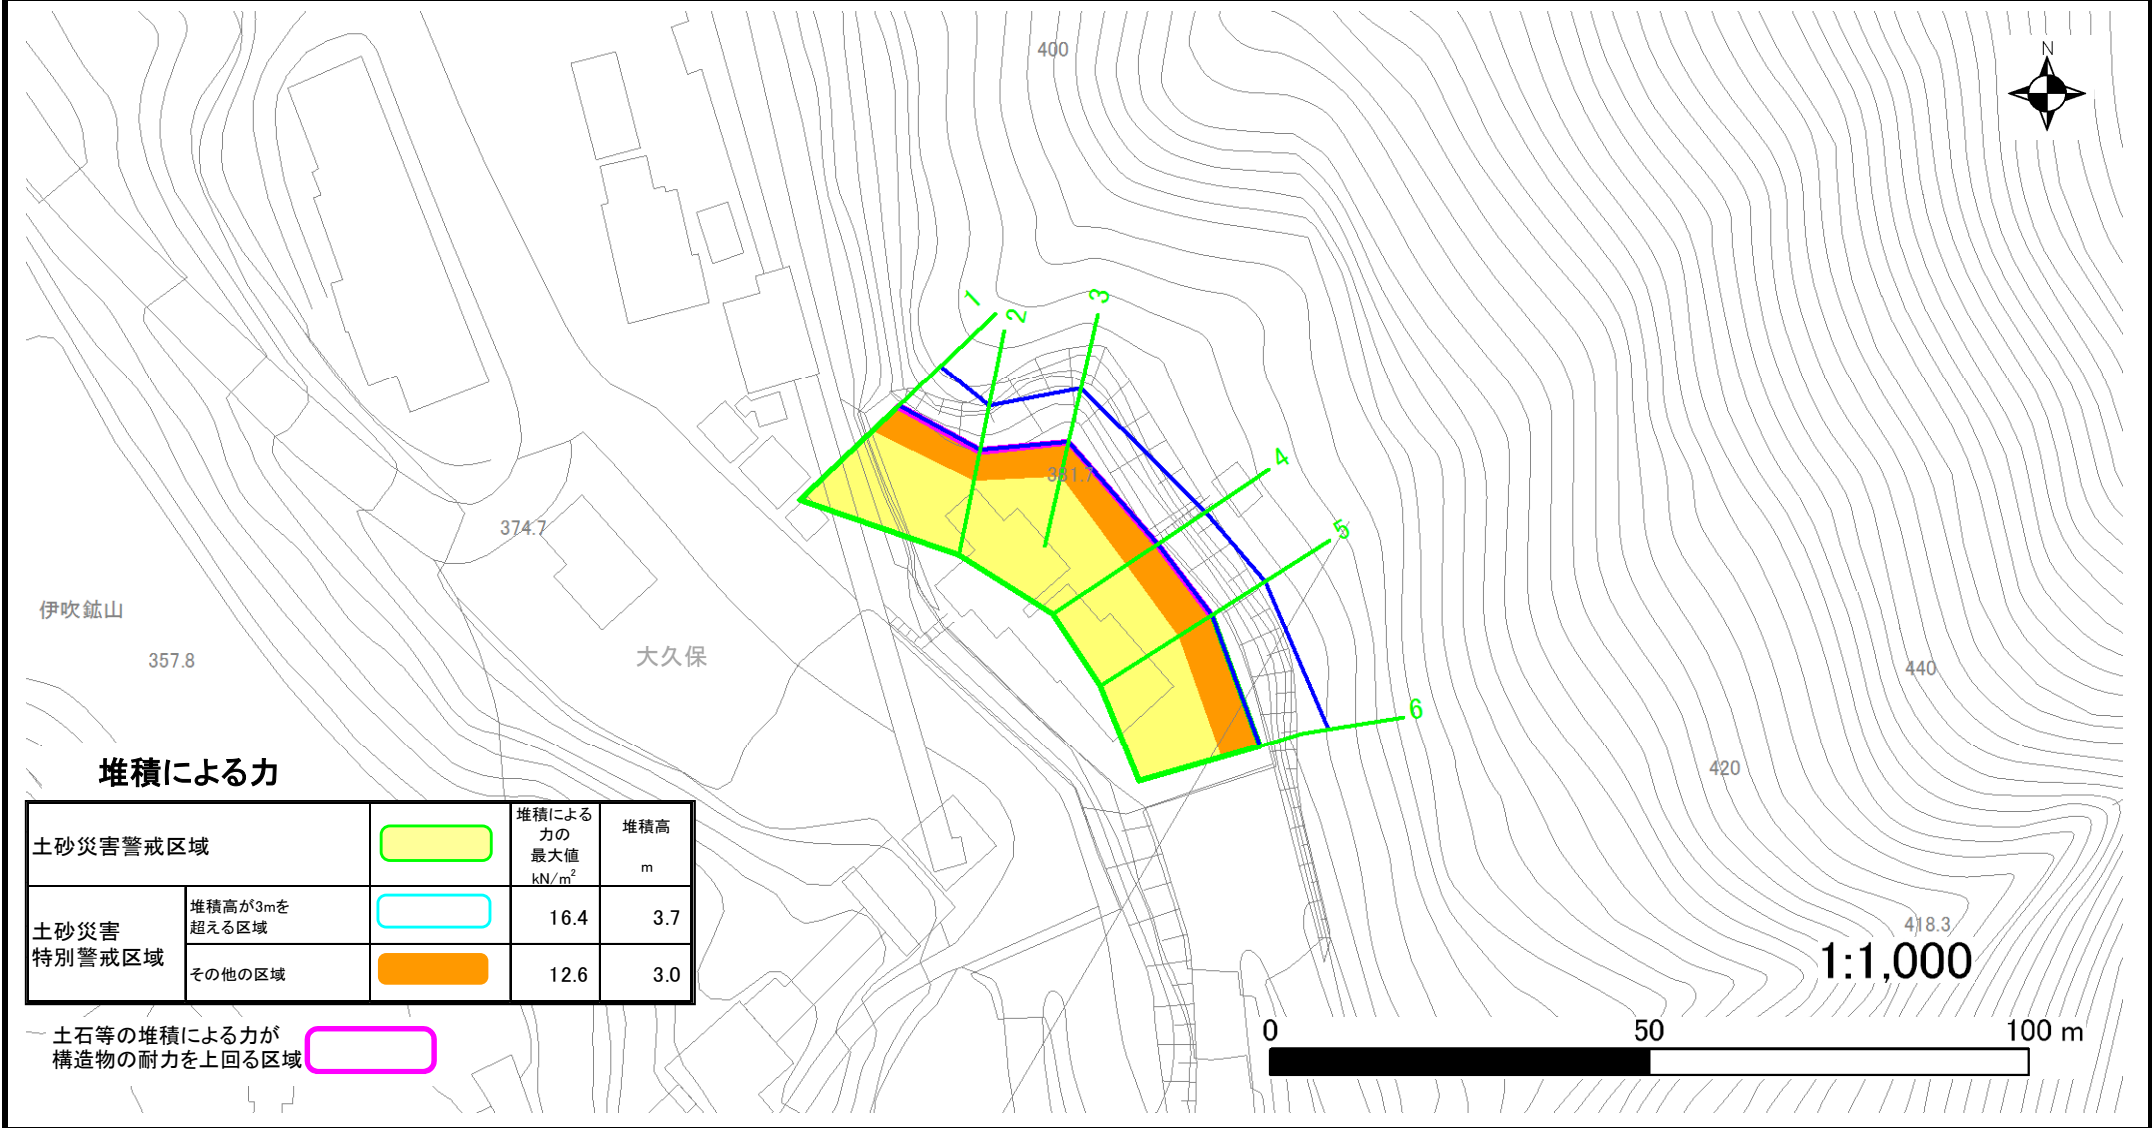 N
400
1
2
3
381.7
4
5
6
374.7
伊吹鉱山
357.8
大久保
440
420
418.3
堆積による力
土砂災害警戒区域
堆積による
力の
最大値
kN/m²
堆積高
m
土砂災害
特別警戒区域
堆積高が3mを
超える区域
16.4
3.7
その他の区域
12.6
3.0
土石等の堆積による力が
構造物の耐力を上回る区域
1:1,000
0
50
100 m